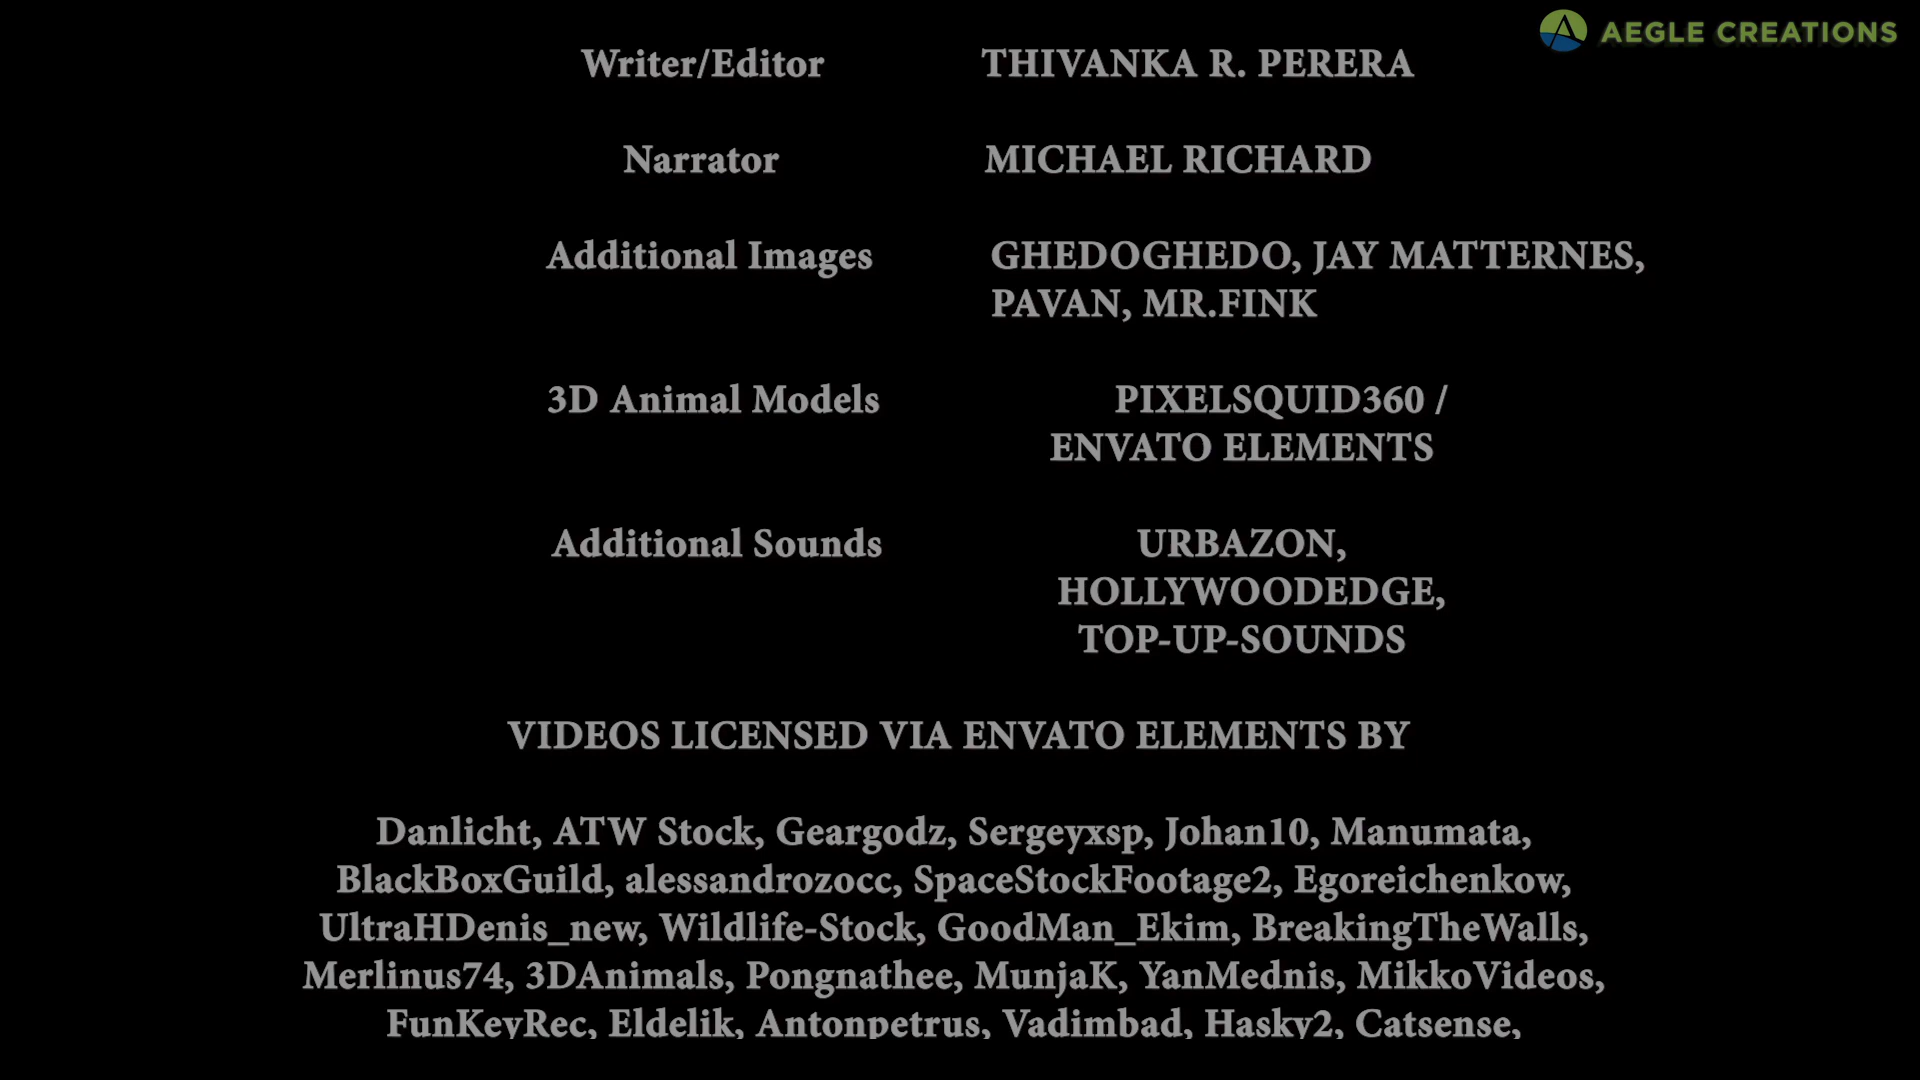 AEGLE CREATIONS
Writer/Editor THIVANKA R. PERERA
Narrator MICHAEL RICHARD
Additional Images GHEDOGHEDO, JAY MATTERNES,
PAVAN, MR.FINK
3D Animal Models PIXELSQUID360 /
ENVATO ELEMENTS
Additional Sounds URBAZON,
HOLLYWOODEDGE,
TOP-UP-SOUNDS
VIDEOS LICENSED VIA ENVATO ELEMENTS BY
Danlicht, ATW Stock, Geargodz, Sergeyxsp, Johan10, Manumata,
BlackBoxGuild, alessandrozocc, SpaceStockFootage2, Egoreichenkow,
UltraHDenis_new, Wildlife-Stock, GoodMan_Ekim, BreakingTheWalls,
Merlinus74, 3DAnimals, Pongnathee, MunjaK, YanMednis, MikkoVideos,
FunKeyRec, Eldelik, Antonpetrus, Vadimbad, Hasky2, Catsense,